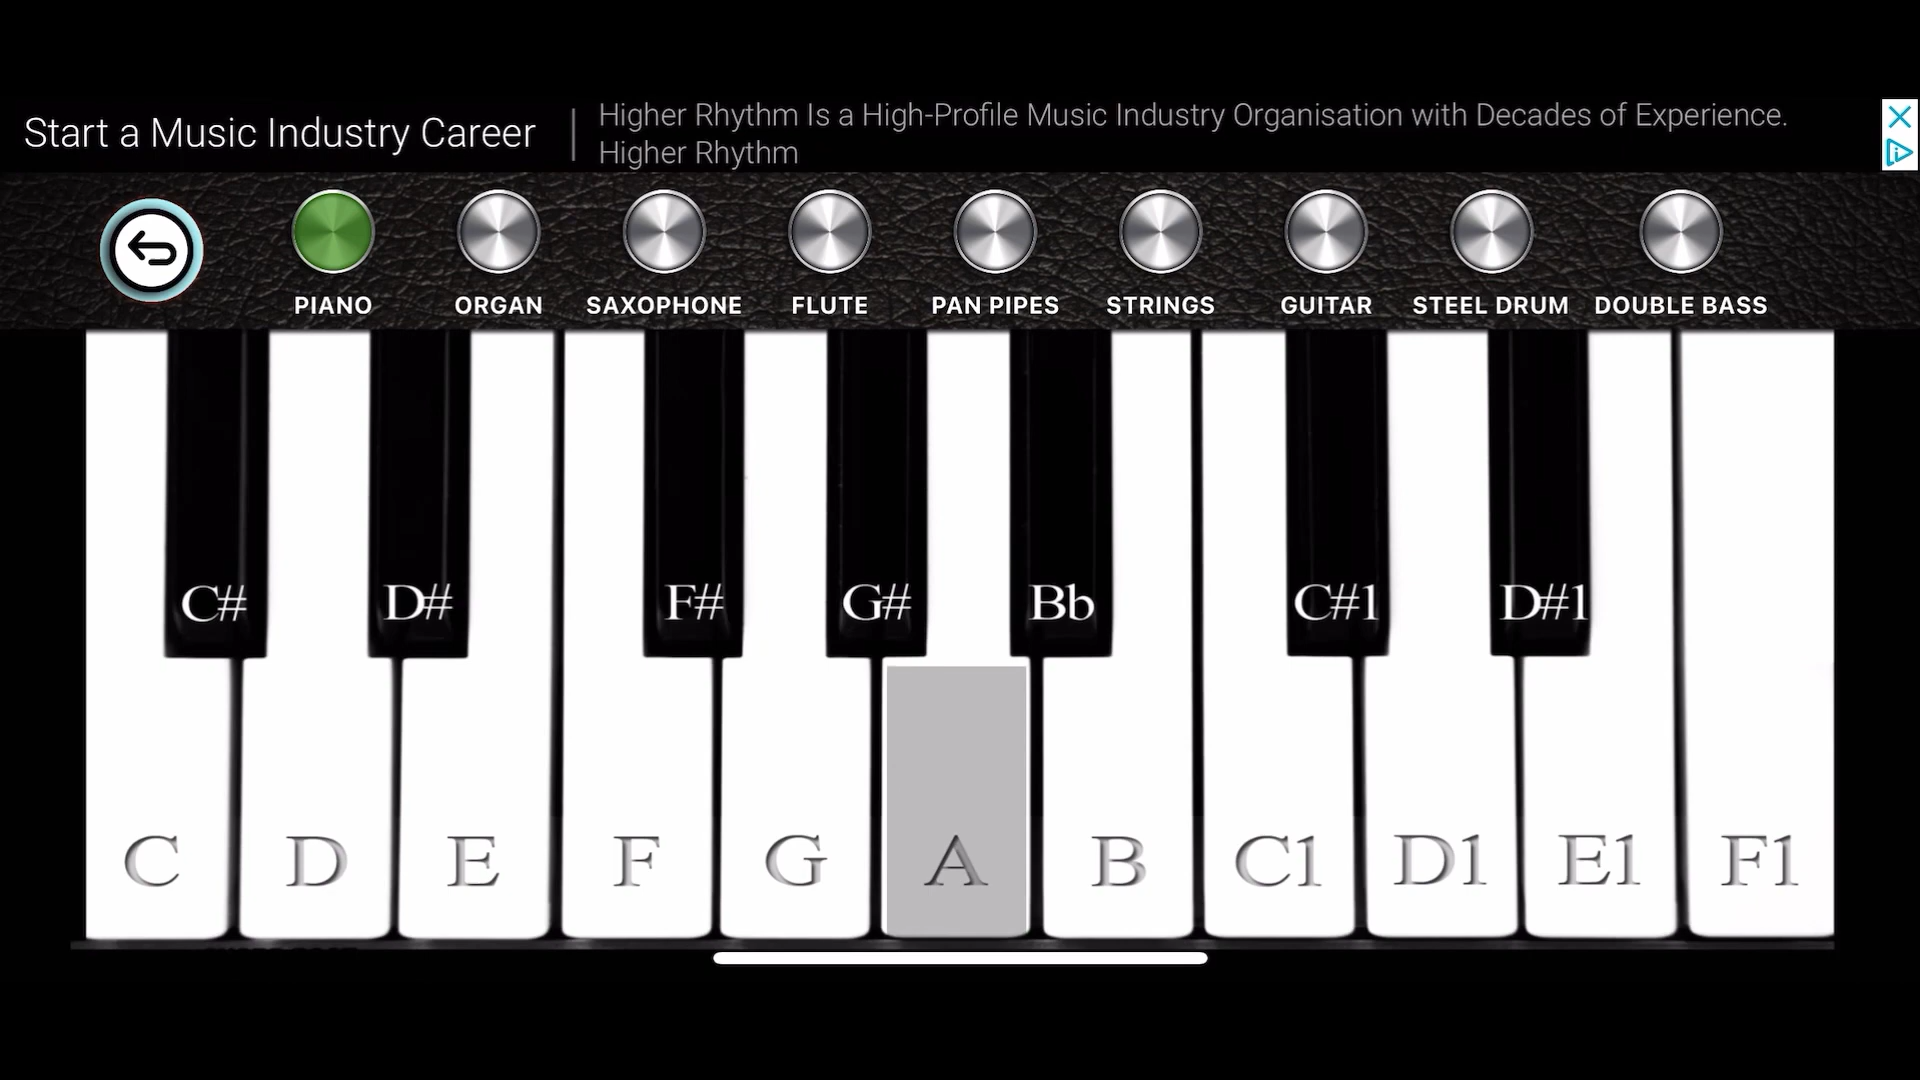 Start a Music Industry Career
Higher Rhythm Is a High-Profile Music Industry Organisation with Decades of Experience.
Higher Rhythm
PIANO ORGAN SAXOPHONE FLUTE PAN PIPES STRINGS GUITAR STEEL DRUM DOUBLE BASS
C# D# F# G# Bb C#1 D#1
C D E F G A B C1 D1 E1 F1